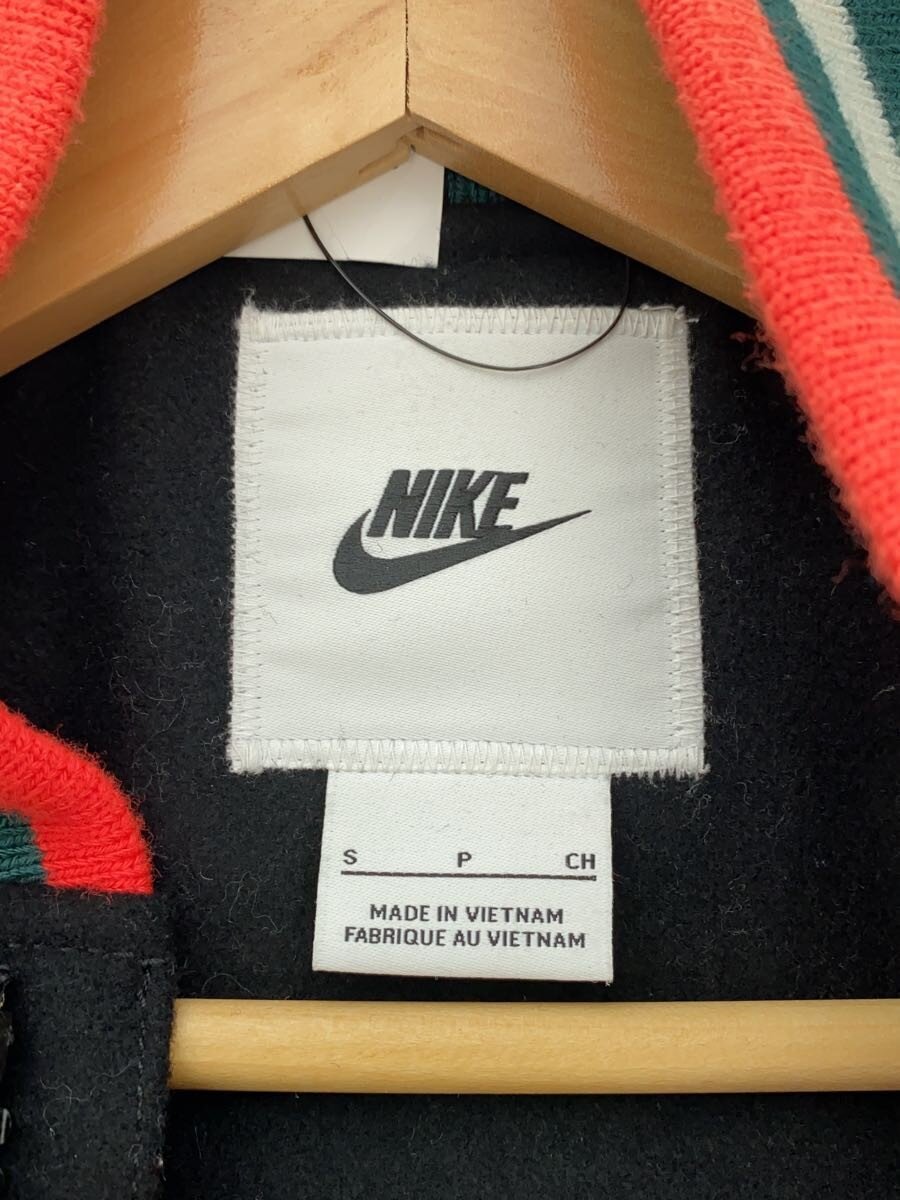 NIKE
S P CH
MADE IN VIETNAM
FABRIQUE AU VIETNAM